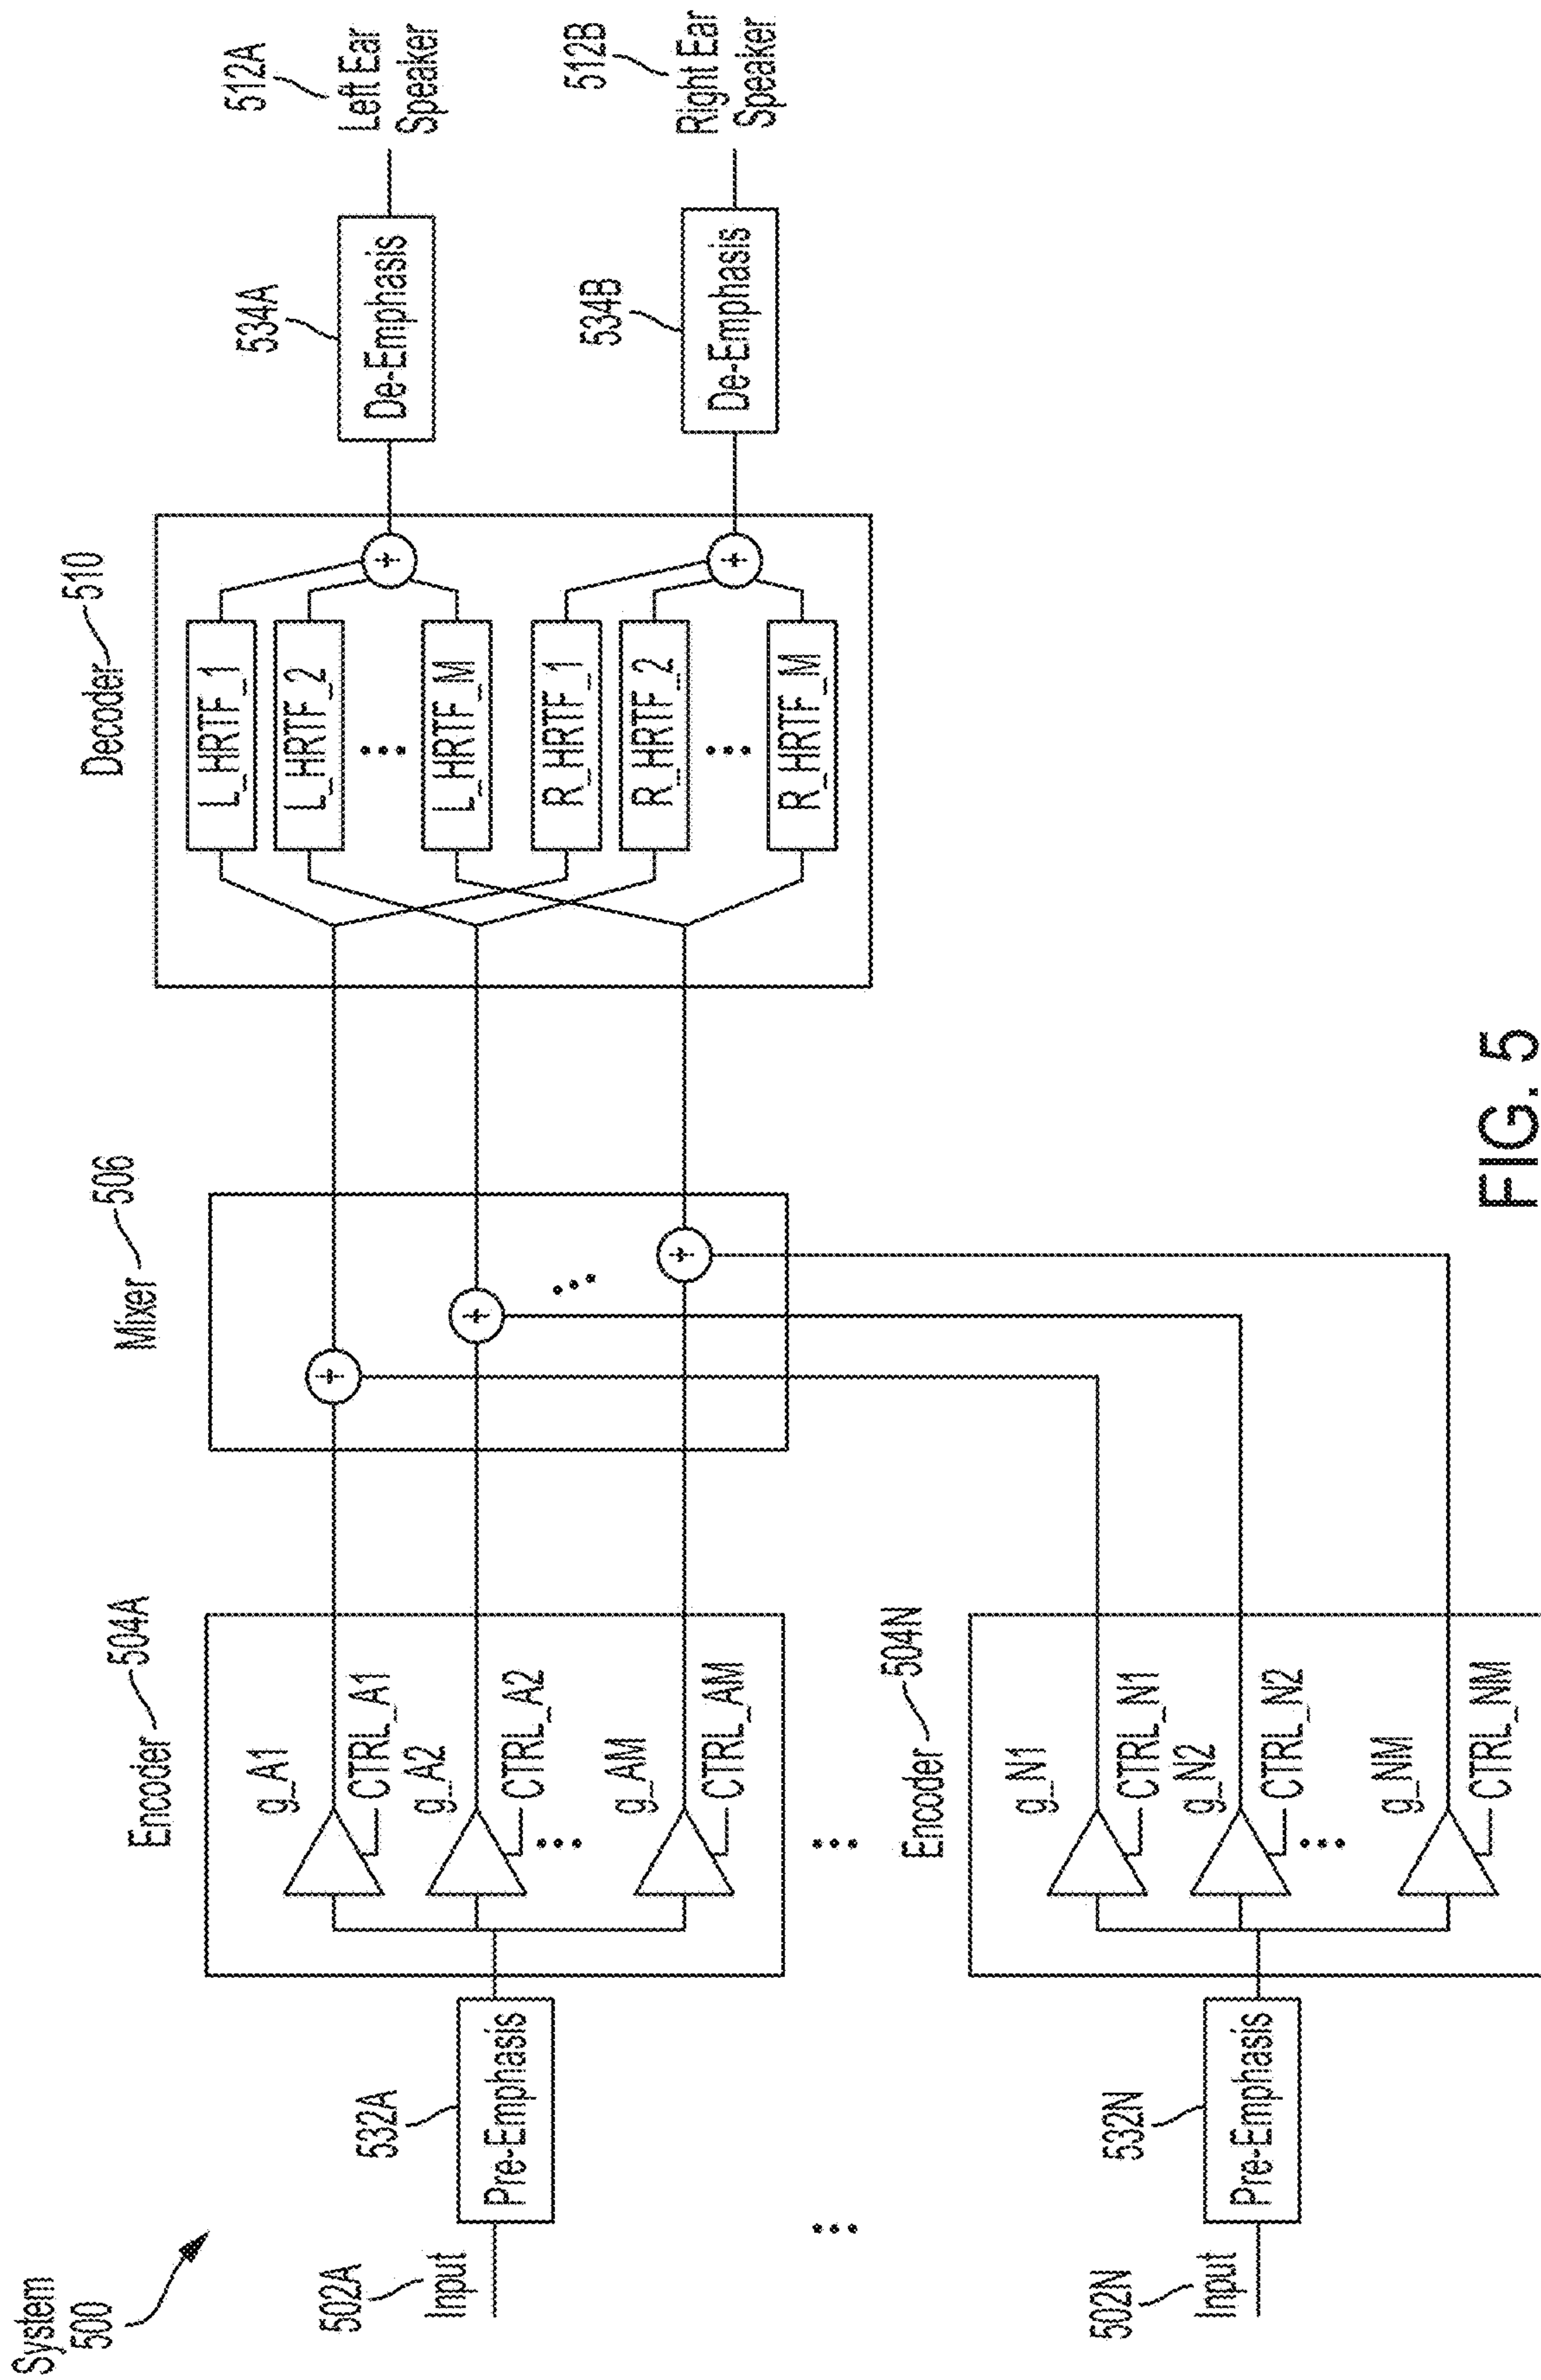 System
500
502A
Input
532A
Pre-Emphasis
Encoder 504A
g_A1
CTRL_A1
g_A2
CTRL_A2
g_AM
CTRL_AM
502N
Input
532N
Pre-Emphasis
Encoder 504N
g_N1
CTRL_N1
g_N2
CTRL_N2
g_NM
CTRL_NM
Mixer 506
+
+
+
Decoder 510
L_HRTF_1
L_HRTF_2
L_HRTF_M
R_HRTF_1
R_HRTF_2
R_HRTF_M
+
+
534A
De-Emphasis
534B
De-Emphasis
512A
Left Ear
Speaker
512B
Right Ear
Speaker
FIG. 5